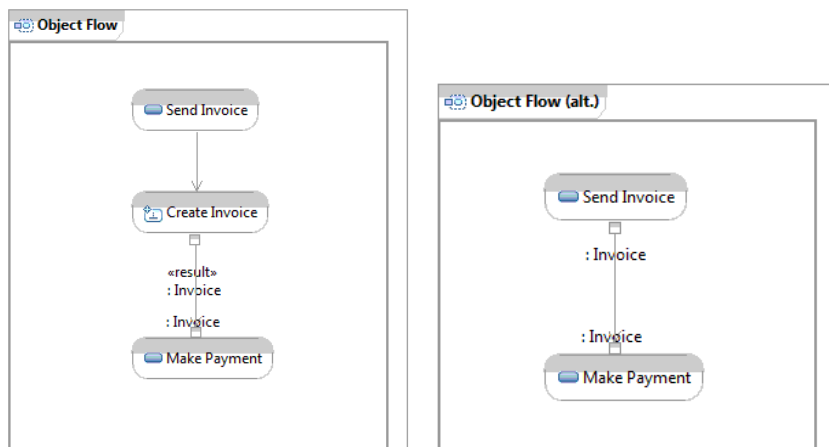 Object Flow
Send Invoice
Create Invoice
«result»
: Invoice
: Invoice
Make Payment
Object Flow (alt.)
Send Invoice
: Invoice
: Invoice
Make Payment